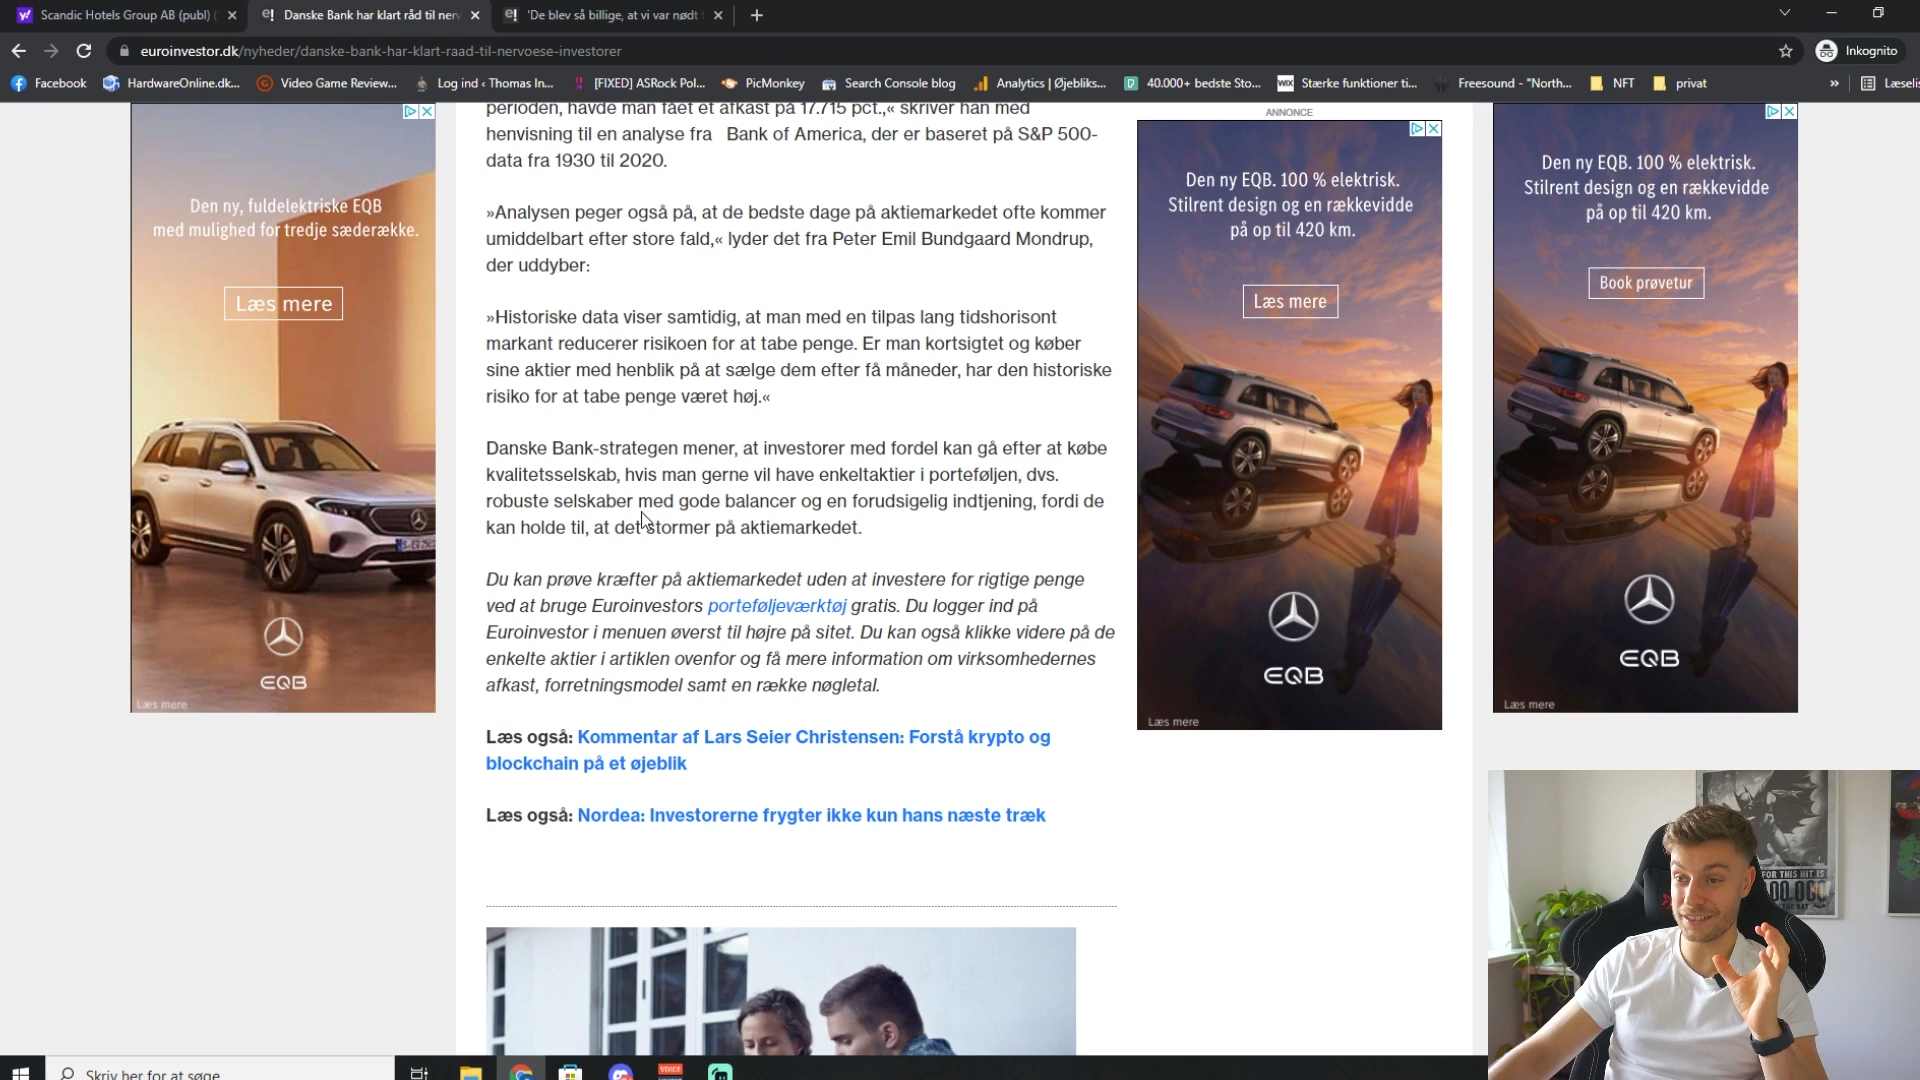 Scandic Hotels Group AB (publ) (
Danske Bank har klart råd til nerv
'De blev så billige, at vi var nødt t
euroinvestor.dk/nyheder/danske-bank-har-klart-raad-til-nervoese-investorer
Inkognito
Facebook
HardwareOnline.dk...
Video Game Review...
Log ind ‹ Thomas In...
[FIXED] ASRock Pol...
PicMonkey
Search Console blog
Analytics | Øjebliks...
40.000+ bedste Sto...
Stærke funktioner ti...
Freesound - "North...
NFT
privat
»
Læselis
Den ny, fuldelektriske EQB
med mulighed for tredje sæderække.
Læs mere
EQB
Læs mere
perioden, havde man fået et afkast på 17.715 pct.,« skriver han med
henvisning til en analyse fra Bank of America, der er baseret på S&P 500-
data fra 1930 til 2020.
»Analysen peger også på, at de bedste dage på aktiemarkedet ofte kommer
umiddelbart efter store fald,« lyder det fra Peter Emil Bundgaard Mondrup,
der uddyber:
»Historiske data viser samtidig, at man med en tilpas lang tidshorisont
markant reducerer risikoen for at tabe penge. Er man kortsigtet og køber
sine aktier med henblik på at sælge dem efter få måneder, har den historiske
risiko for at tabe penge været høj.«
Danske Bank-strategen mener, at investorer med fordel kan gå efter at købe
kvalitetsselskab, hvis man gerne vil have enkeltaktier i porteføljen, dvs.
robuste selskaber med gode balancer og en forudsigelig indtjening, fordi de
kan holde til, at det stormer på aktiemarkedet.
Du kan prøve kræfter på aktiemarkedet uden at investere for rigtige penge
ved at bruge Euroinvestors porteføljeværktøj gratis. Du logger ind på
Euroinvestor i menuen øverst til højre på sitet. Du kan også klikke videre på de
enkelte aktier i artiklen ovenfor og få mere information om virksomhedernes
afkast, forretningsmodel samt en række nøgletal.
Læs også: Kommentar af Lars Seier Christensen: Forstå krypto og
blockchain på et øjeblik
Læs også: Nordea: Investorerne frygter ikke kun hans næste træk
ANNONCE
Den ny EQB. 100 % elektrisk.
Stilrent design og en rækkevidde
på op til 420 km.
Læs mere
EQB
Læs mere
Den ny EQB. 100 % elektrisk.
Stilrent design og en rækkevidde
på op til 420 km.
Book prøvetur
EQB
Læs mere
FOR THIS HIT IS
00.000
THE BAT
Skriv her for at søge
VOICE